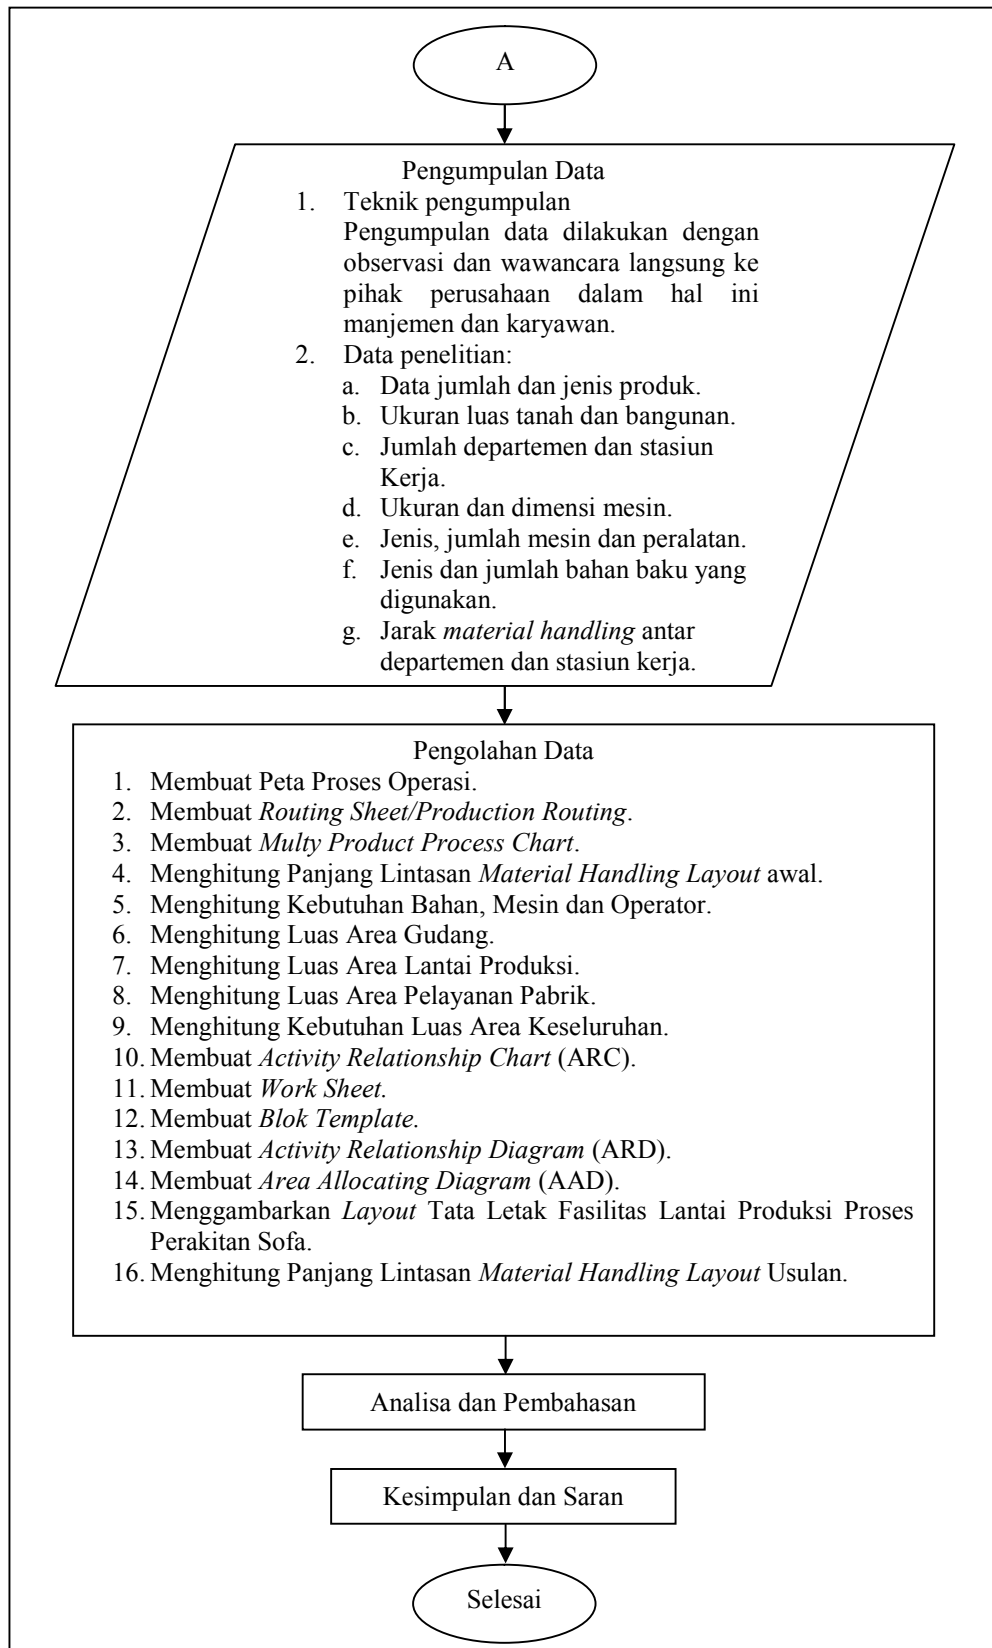 A
Pengumpulan Data
1. Teknik pengumpulan
Pengumpulan data dilakukan dengan
observasi dan wawancara langsung ke
pihak perusahaan dalam hal ini
manjemen dan karyawan.
2. Data penelitian:
a. Data jumlah dan jenis produk.
b. Ukuran luas tanah dan bangunan.
c. Jumlah departemen dan stasiun
Kerja.
d. Ukuran dan dimensi mesin.
e. Jenis, jumlah mesin dan peralatan.
f. Jenis dan jumlah bahan baku yang
digunakan.
g. Jarak material handling antar
departemen dan stasiun kerja.
Pengolahan Data
1. Membuat Peta Proses Operasi.
2. Membuat Routing Sheet/Production Routing.
3. Membuat Multy Product Process Chart.
4. Menghitung Panjang Lintasan Material Handling Layout awal.
5. Menghitung Kebutuhan Bahan, Mesin dan Operator.
6. Menghitung Luas Area Gudang.
7. Menghitung Luas Area Lantai Produksi.
8. Menghitung Luas Area Pelayanan Pabrik.
9. Menghitung Kebutuhan Luas Area Keseluruhan.
10. Membuat Activity Relationship Chart (ARC).
11. Membuat Work Sheet.
12. Membuat Blok Template.
13. Membuat Activity Relationship Diagram (ARD).
14. Membuat Area Allocating Diagram (AAD).
15. Menggambarkan Layout Tata Letak Fasilitas Lantai Produksi Proses
Perakitan Sofa.
16. Menghitung Panjang Lintasan Material Handling Layout Usulan.
Analisa dan Pembahasan
Kesimpulan dan Saran
Selesai